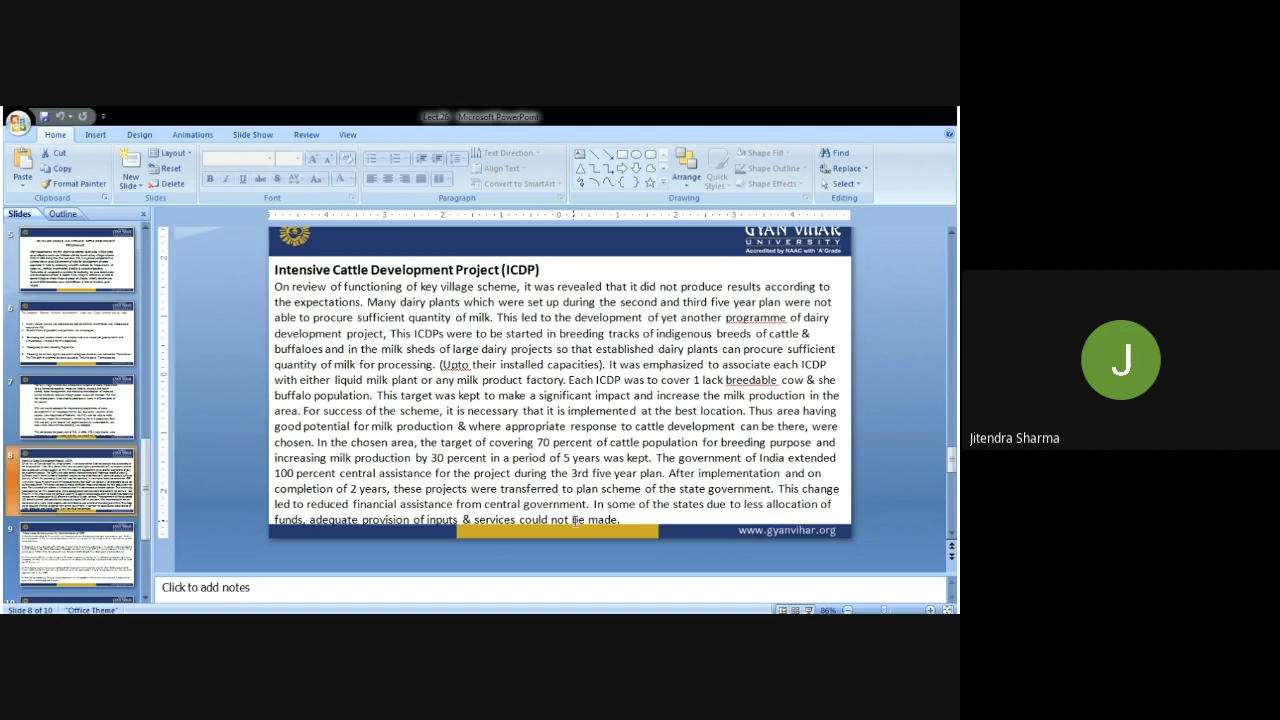 Lect.26 - Microsoft PowerPoint
Home Insert Design Animations Slide Show Review View
Paste
Cut
Copy
Format Painter
Clipboard
New Slide
Layout
Reset
Delete
Slides
Font
Paragraph
Text Direction
Align Text
Convert to SmartArt
Arrange
Quick Styles
Shape Fill
Shape Outline
Shape Effects
Drawing
Find
Replace
Select
Editing
Slides Outline
5
6
7
8
9
GYAN VIHAR
UNIVERSITY
Accredited by NAAC with 'A' Grade
Intensive Cattle Development Project(ICDP)
On review of functioning of key village scheme, it was revealed that it did not produce results according to
the expectations. Many dairy plants which were set up during the second and third five year plan were not
able to procure sufficient quantity of milk. This led to the development of yet another programme of dairy
development project, This ICDPs were started in breeding tracks of indigenous breeds cattle &
buffaloes and in the milk sheds of large dairy projects so that established dairy plants can procure sufficient
quantity of milk for processing. (Upto their installed capacities). It was emphasized to associate each ICDP
with either liquid milk plant or any milk product factory. Each ICDP was to cover 1 lack breedable cow & she
buffalo population. This target was kept to make a significant impact and increase the milk production in the
area. For success of the scheme, it is necessary that it is implemented at the best location. Thus area having
good potential for milk production & where appropriate response to cattle development can be they, were
chosen. In the chosen area, the target of covering 70 percent of cattle population for breeding purpose and
increasing milk production by 30 percent in a period of 5 years was kept. The government of India extended
100 percent central assistance for the project during the 3rd five year plan. After implementation and
completion of 2 years, these projects were transferred to plan scheme of the state government. This change
led to reduced financial assistance from central government. In some of the states due to less allocation of
funds, adequate provision of inputs & services could not be made.
www.gyanvihar.org
Click to add notes
Slide 8 of 10 "Office Theme" 86%
J
Jitendra Sharma